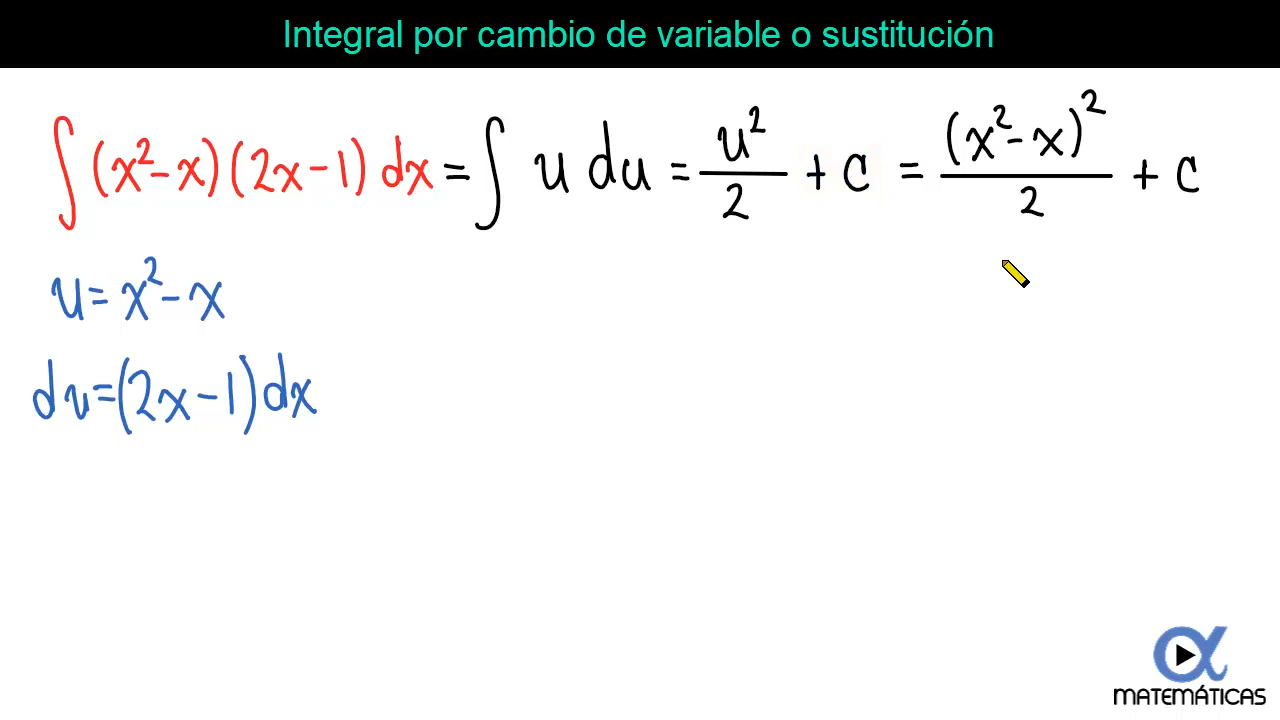 Integral por cambio de variable o sustitución
∫ (x² - x) (2x - 1) dx = ∫ u du = u²/2 + c = (x² - x)²/2 + c
u = x² - x
du = (2x - 1) dx
MATEMÁTICAS